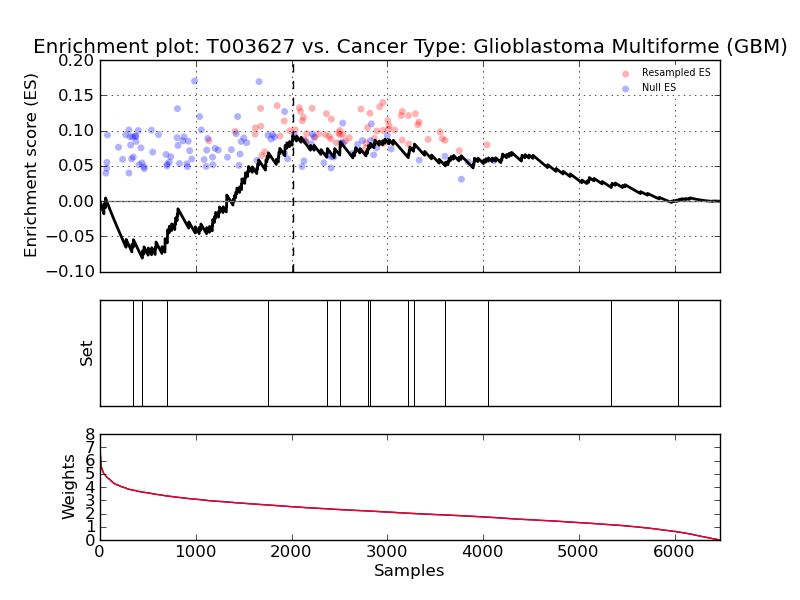 Enrichment plot: T003627 vs. Cancer Type: Glioblastoma Multiforme (GBM)
Enrichment score (ES)
0.20
0.15
0.10
0.05
0.00
−0.05
−0.10
Resampled ES
Null ES
Set
Weights
8
7
6
5
4
3
2
1
0
0 1000 2000 3000 4000 5000 6000
Samples